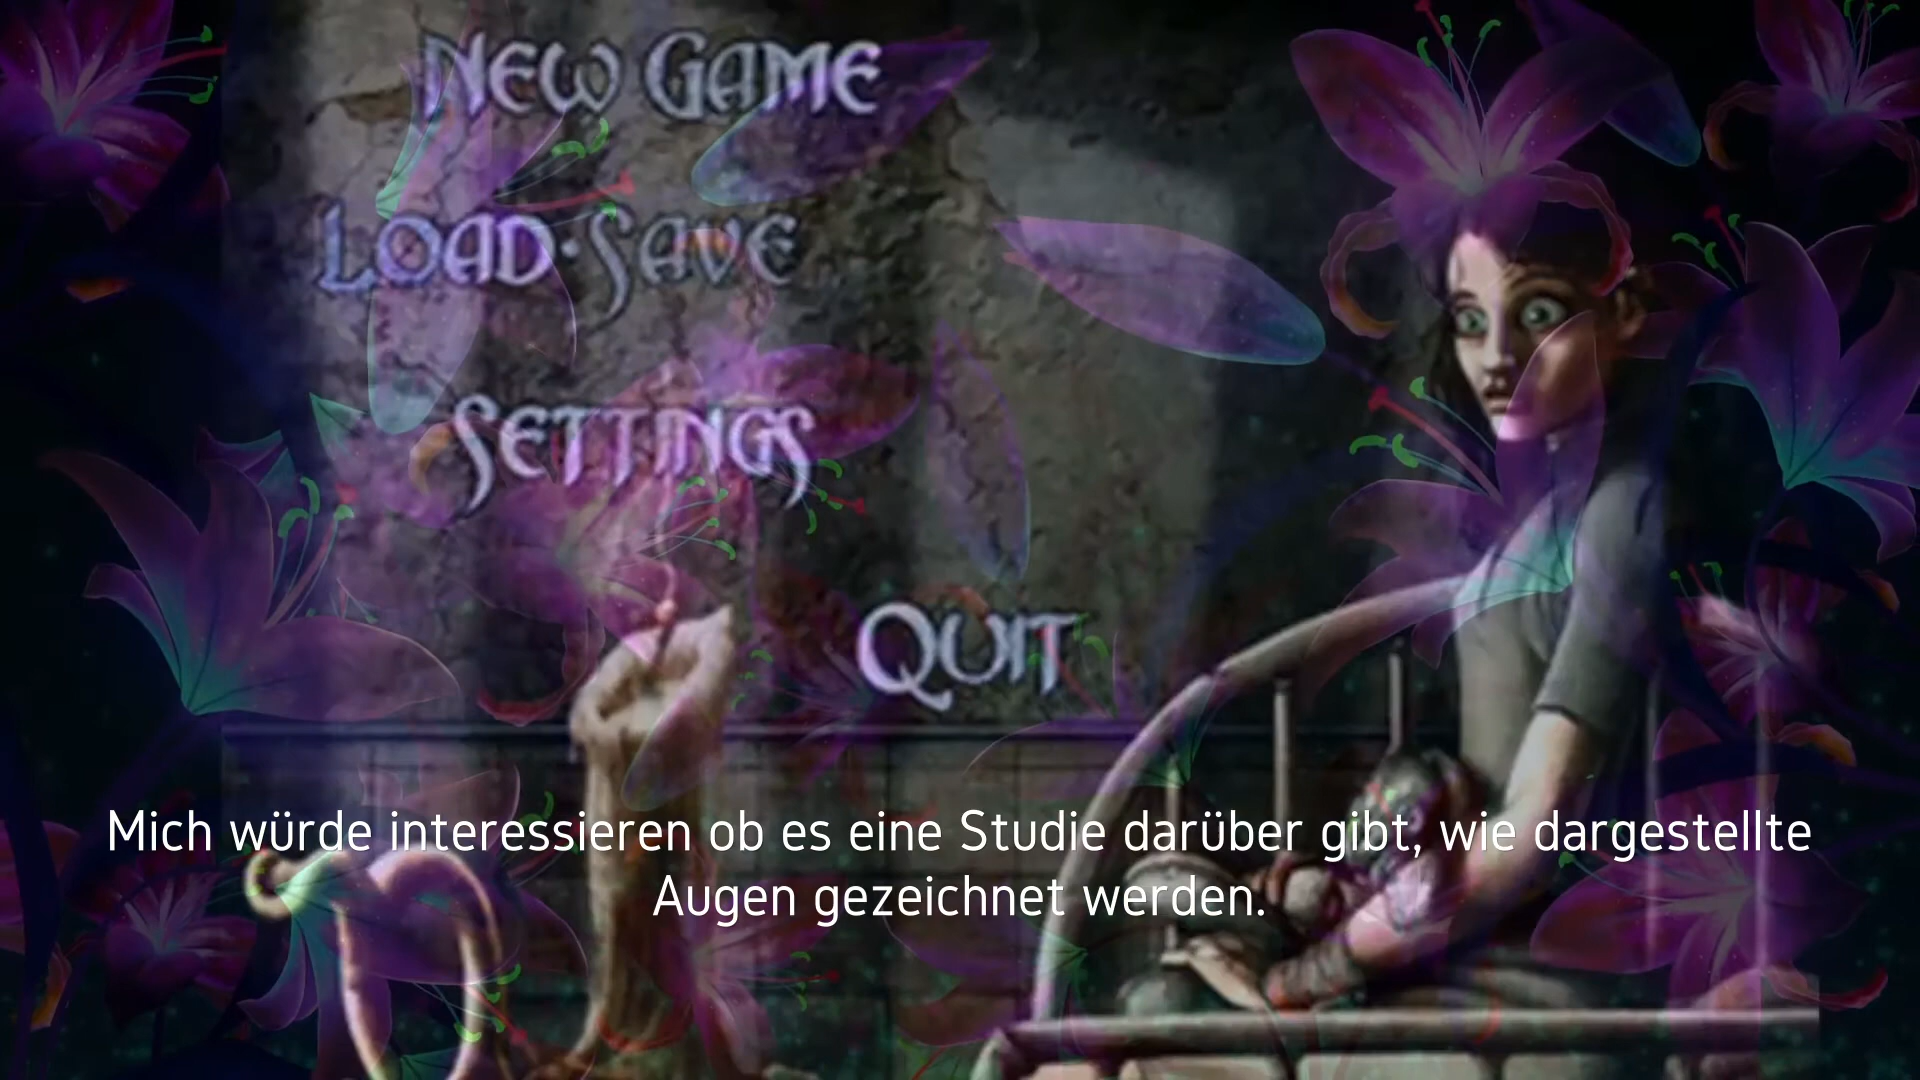 New Game
Load·Save
Settings
Quit
Mich würde interessieren ob es eine Studie darüber gibt, wie dargestellte
Augen gezeichnet werden.